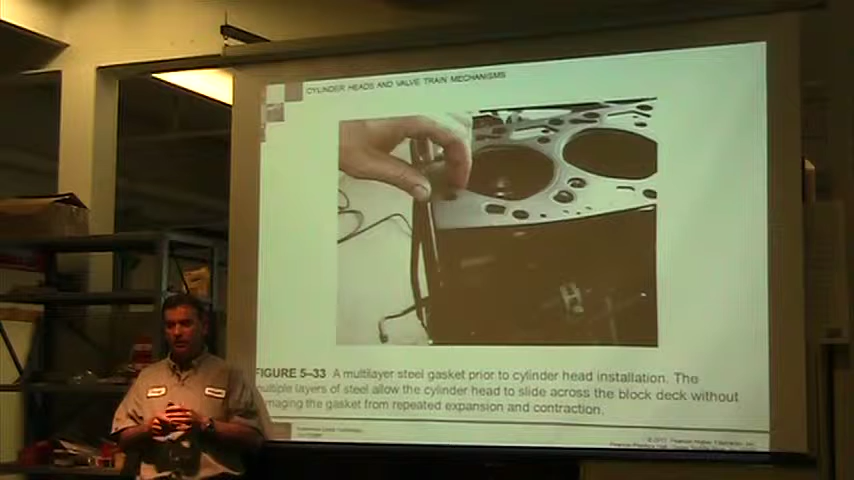 CYLINDER HEADS AND VALVE TRAIN MECHANISMS
FIGURE 5–33 A multilayer steel gasket prior to cylinder head installation. The
multiple layers of steel allow the cylinder head to slide across the block deck without
maging the gasket from repeated expansion and contraction.